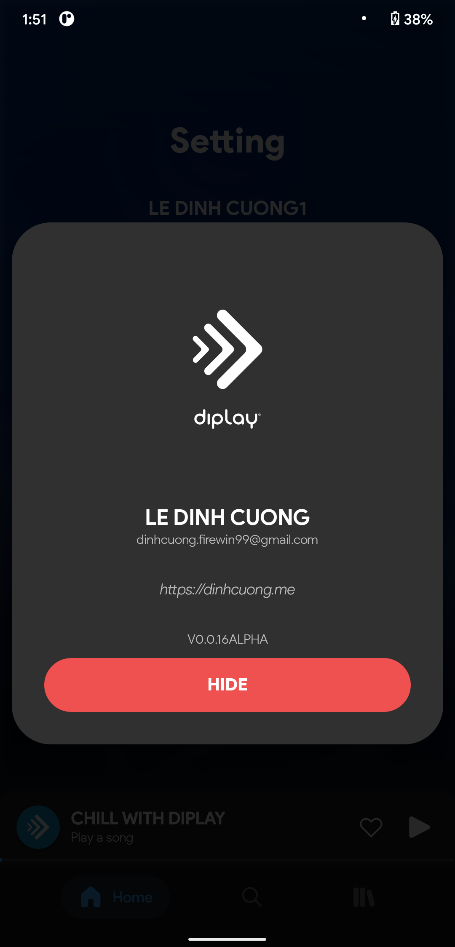 1:51
38%
Setting
LE DINH CUONG1
diplay
LE DINH CUONG
dinhcuong.firewin99@gmail.com
https://dinhcuong.me
V0.0.16ALPHA
HIDE
CHILL WITH DIPLAY
Play a song
Home